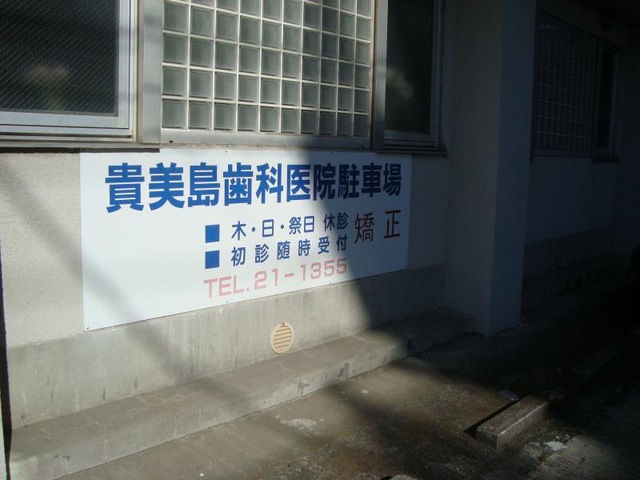 貴美島歯科医院駐車場
■ 木・日・祭日 休診 矯正
■ 初診随時受付
TEL. 21-1355